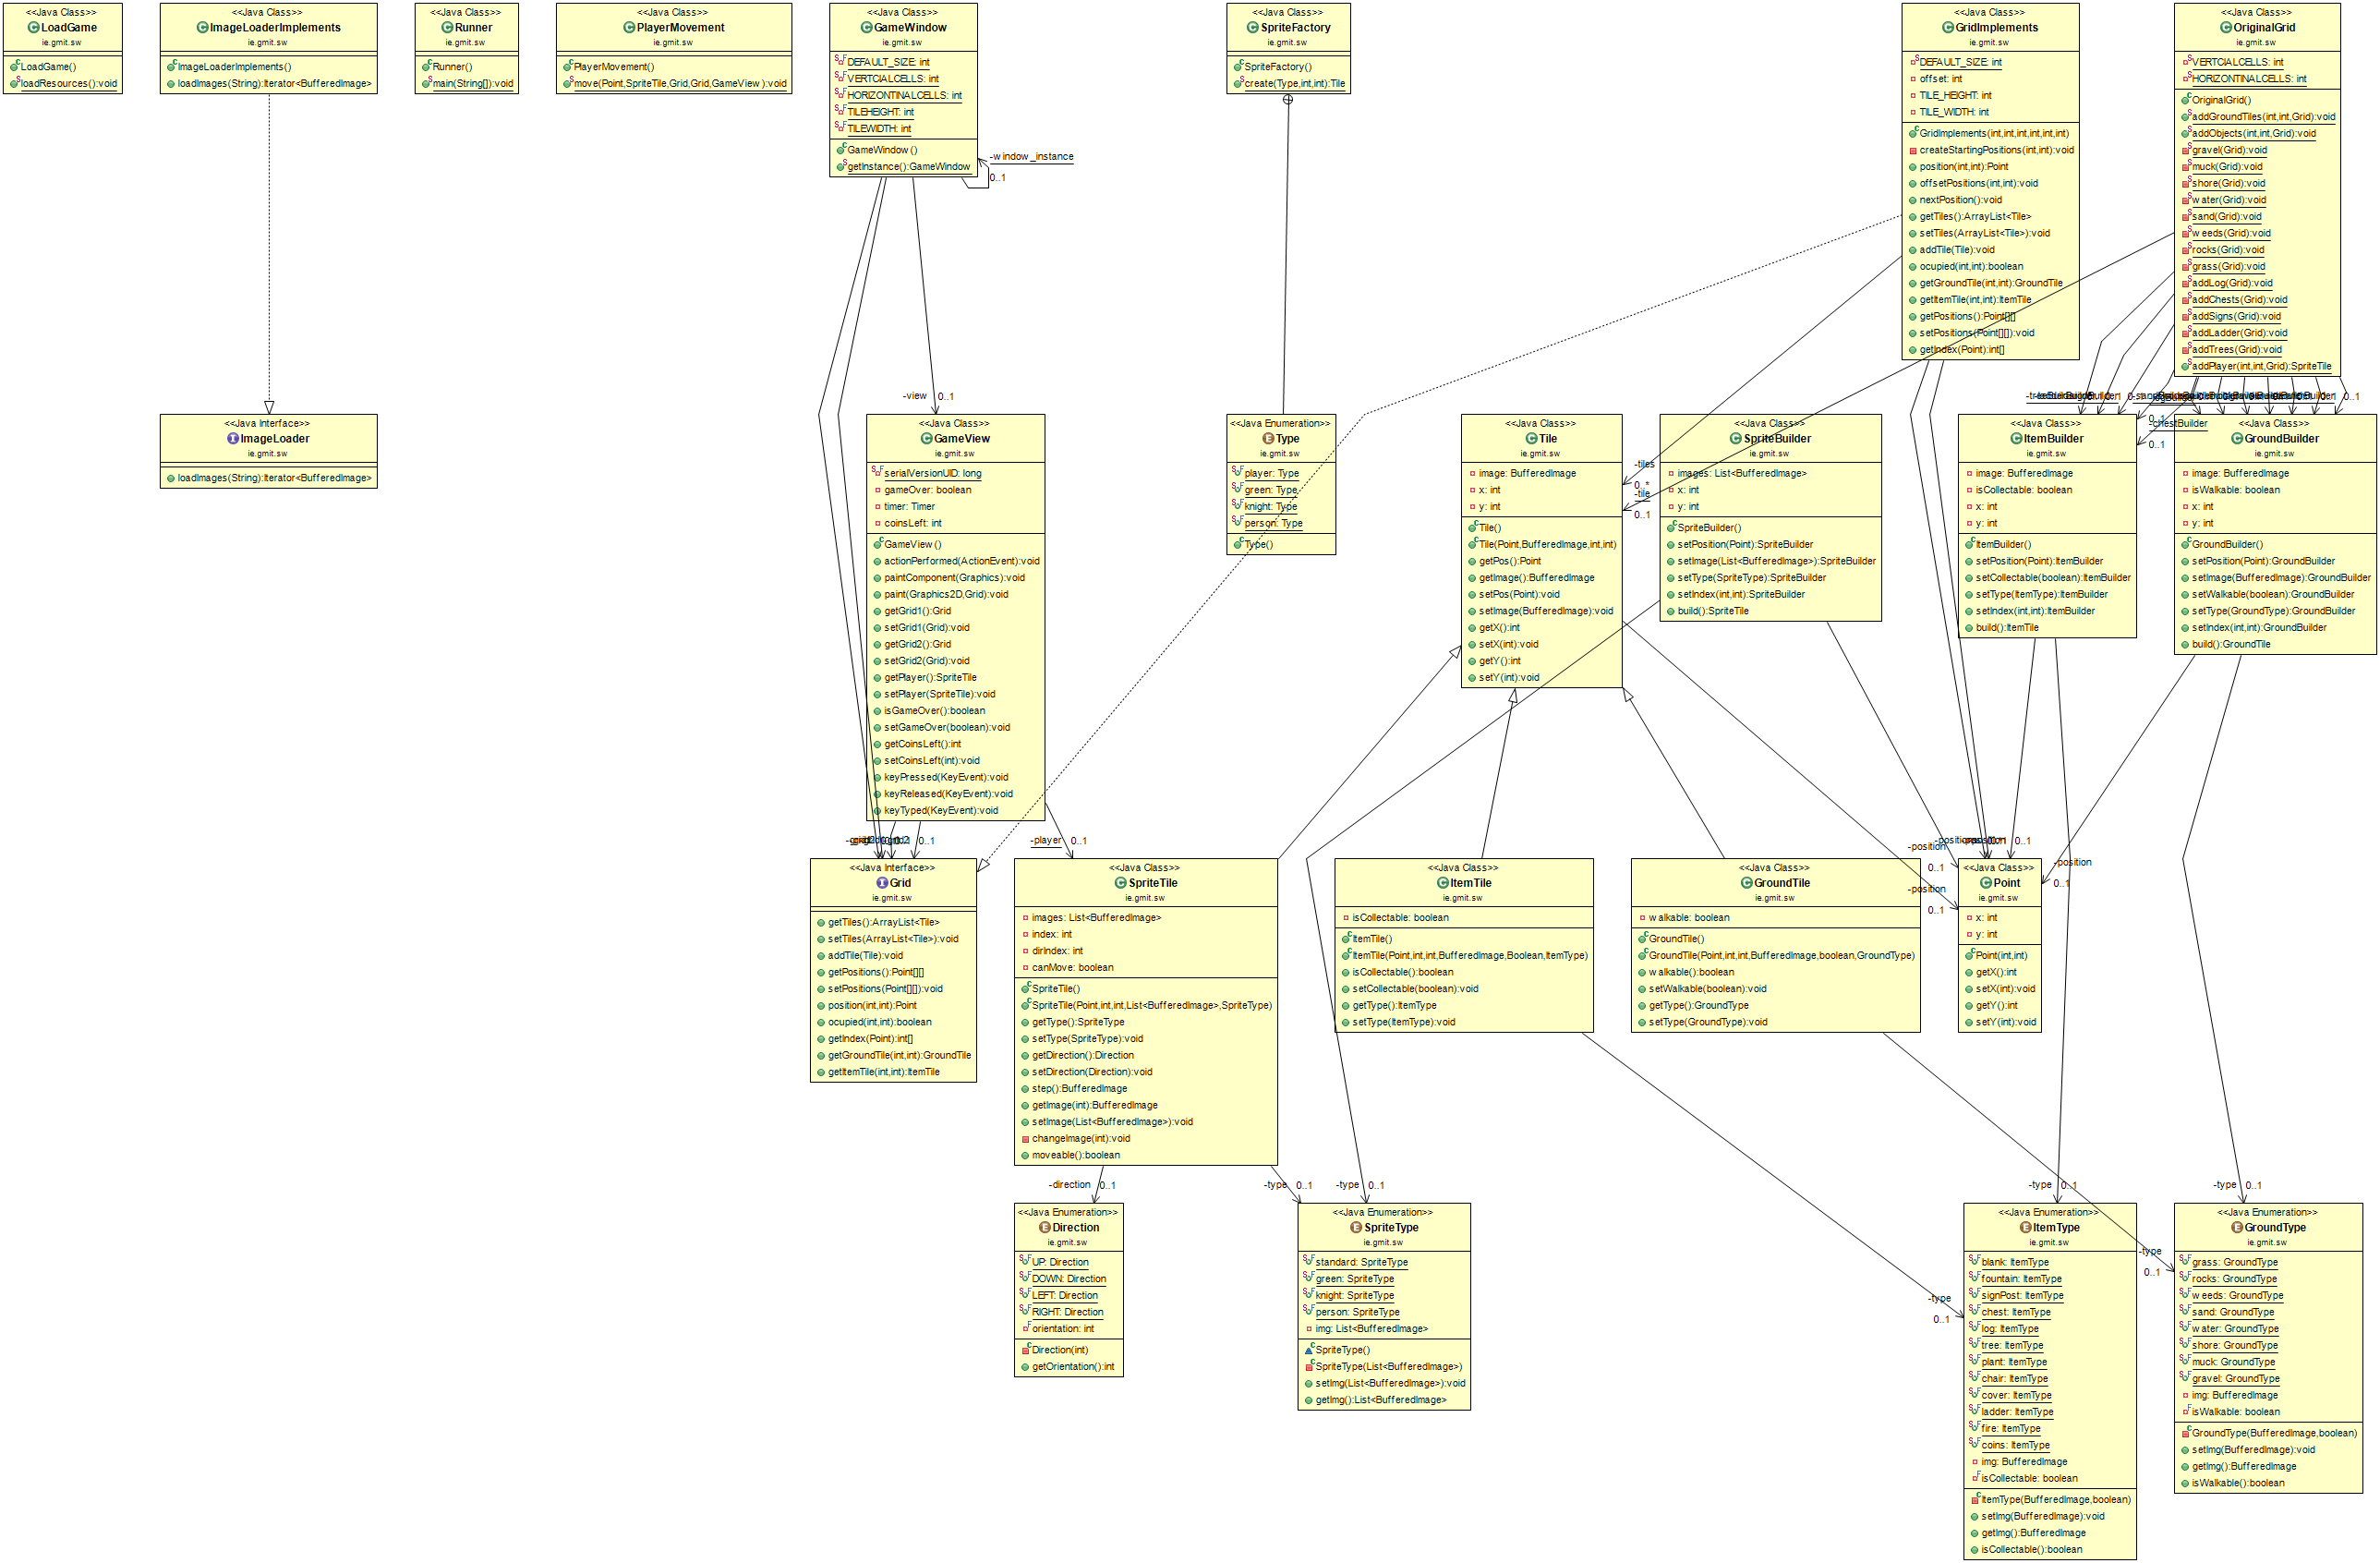 <<Java Class>>
LoadGame
ie.gmit.sw
LoadGame()
loadResources():void
<<Java Class>>
ImageLoaderImplements
ie.gmit.sw
ImageLoaderImplements()
loadImages(String):Iterator<BufferedImage>
<<Java Class>>
Runner
ie.gmit.sw
Runner()
main(String[]):void
<<Java Class>>
PlayerMovement
ie.gmit.sw
PlayerMovement()
move(Point,SpriteTile,Grid,Grid,GameView):void
<<Java Class>>
GameWindow
ie.gmit.sw
DEFAULT_SIZE: int
VERTCIALCELLS: int
HORIZONTINALCELLS: int
TILEHEIGHT: int
TILEWIDTH: int
GameWindow()
getInstance():GameWindow
-window_instance
0..1
<<Java Class>>
SpriteFactory
ie.gmit.sw
SpriteFactory()
create(Type,int,int):Tile
<<Java Class>>
GridImplements
ie.gmit.sw
DEFAULT_SIZE: int
offset: int
TILE_HEIGHT: int
TILE_WIDTH: int
GridImplements(int,int,int,int,int,int)
createStartingPositions(int,int):void
position(int,int):Point
offsetPositions(int,int):void
nextPosition():void
getTiles():ArrayList<Tile>
setTiles(ArrayList<Tile>):void
addTile(Tile):void
ocupied(int,int):boolean
getGroundTile(int,int):GroundTile
getItemTile(int,int):ItemTile
getPositions():Point[][]
setPositions(Point[][]):void
getIndex(Point):int[]
<<Java Class>>
OriginalGrid
ie.gmit.sw
VERTCIALCELLS: int
HORIZONTINALCELLS: int
OriginalGrid()
addGroundTiles(int,int,Grid):void
addObjects(int,int,Grid):void
gravel(Grid):void
muck(Grid):void
shore(Grid):void
water(Grid):void
sand(Grid):void
weeds(Grid):void
rocks(Grid):void
grass(Grid):void
addLog(Grid):void
addChests(Grid):void
addSigns(Grid):void
addLadder(Grid):void
addTrees(Grid):void
addPlayer(int,int,Grid):SpriteTile
-view 0..1
0..1
-chestBuilder
0..1
0..1
<<Java Interface>>
ImageLoader
ie.gmit.sw
loadImages(String):Iterator<BufferedImage>
<<Java Class>>
GameView
ie.gmit.sw
serialVersionUID: long
gameOver: boolean
timer: Timer
coinsLeft: int
GameView()
actionPerformed(ActionEvent):void
paintComponent(Graphics):void
paint(Graphics2D,Grid):void
getGrid1():Grid
setGrid1(Grid):void
getGrid2():Grid
setGrid2(Grid):void
getPlayer():SpriteTile
setPlayer(SpriteTile):void
isGameOver():boolean
setGameOver(boolean):void
getCoinsLeft():int
setCoinsLeft(int):void
keyPressed(KeyEvent):void
keyReleased(KeyEvent):void
keyTyped(KeyEvent):void
<<Java Enumeration>>
Type
ie.gmit.sw
player: Type
green: Type
knight: Type
person: Type
Type()
<<Java Class>>
Tile
ie.gmit.sw
image: BufferedImage
x: int
y: int
Tile()
Tile(Point,BufferedImage,int,int)
getPos():Point
getImage():BufferedImage
setPos(Point):void
setImage(BufferedImage):void
getX():int
setX(int):void
getY():int
setY(int):void
-tiles
0..*
-tile
0..1
<<Java Class>>
SpriteBuilder
ie.gmit.sw
images: List<BufferedImage>
x: int
y: int
SpriteBuilder()
setPosition(Point):SpriteBuilder
setImage(List<BufferedImage>):SpriteBuilder
setType(SpriteType):SpriteBuilder
setIndex(int,int):SpriteBuilder
build():SpriteTile
<<Java Class>>
ItemBuilder
ie.gmit.sw
image: BufferedImage
isCollectable: boolean
x: int
y: int
ItemBuilder()
setPosition(Point):ItemBuilder
setCollectable(boolean):ItemBuilder
setType(ItemType):ItemBuilder
setIndex(int,int):ItemBuilder
build():ItemTile
<<Java Class>>
GroundBuilder
ie.gmit.sw
image: BufferedImage
isWalkable: boolean
x: int
y: int
GroundBuilder()
setPosition(Point):GroundBuilder
setImage(BufferedImage):GroundBuilder
setWalkable(boolean):GroundBuilder
setType(GroundType):GroundBuilder
setIndex(int,int):GroundBuilder
build():GroundTile
0..1
-player 0..1
-position
0..1
-position
0..1
0..1
-position
0..1
<<Java Interface>>
Grid
ie.gmit.sw
getTiles():ArrayList<Tile>
setTiles(ArrayList<Tile>):void
addTile(Tile):void
getPositions():Point[][]
setPositions(Point[][]):void
position(int,int):Point
ocupied(int,int):boolean
getIndex(Point):int[]
getGroundTile(int,int):GroundTile
getItemTile(int,int):ItemTile
<<Java Class>>
SpriteTile
ie.gmit.sw
images: List<BufferedImage>
index: int
dirIndex: int
canMove: boolean
SpriteTile()
SpriteTile(Point,int,int,List<BufferedImage>,SpriteType)
getType():SpriteType
setType(SpriteType):void
getDirection():Direction
setDirection(Direction):void
step():BufferedImage
getImage(int):BufferedImage
setImage(List<BufferedImage>):void
changeImage(int):void
moveable():boolean
<<Java Class>>
ItemTile
ie.gmit.sw
isCollectable: boolean
ItemTile()
ItemTile(Point,int,int,BufferedImage,Boolean,ItemType)
isCollectable():boolean
setCollectable(boolean):void
getType():ItemType
setType(ItemType):void
<<Java Class>>
GroundTile
ie.gmit.sw
walkable: boolean
GroundTile()
GroundTile(Point,int,int,BufferedImage,boolean,GroundType)
walkable():boolean
setWalkable(boolean):void
getType():GroundType
setType(GroundType):void
<<Java Class>>
Point
ie.gmit.sw
x: int
y: int
Point(int,int)
getX():int
setX(int):void
getY():int
setY(int):void
-direction 0..1
-type 0..1
-type 0..1
-type 0..1
-type 0..1
-type
0..1
-type
0..1
<<Java Enumeration>>
Direction
ie.gmit.sw
UP: Direction
DOWN: Direction
LEFT: Direction
RIGHT: Direction
orientation: int
Direction(int)
getOrientation():int
<<Java Enumeration>>
SpriteType
ie.gmit.sw
standard: SpriteType
green: SpriteType
knight: SpriteType
person: SpriteType
img: List<BufferedImage>
SpriteType()
SpriteType(List<BufferedImage>)
setImg(List<BufferedImage>):void
getImg():List<BufferedImage>
<<Java Enumeration>>
ItemType
ie.gmit.sw
blank: ItemType
fountain: ItemType
signPost: ItemType
chest: ItemType
log: ItemType
tree: ItemType
plant: ItemType
chair: ItemType
cover: ItemType
ladder: ItemType
fire: ItemType
coins: ItemType
img: BufferedImage
isCollectable: boolean
ItemType(BufferedImage,boolean)
setImg(BufferedImage):void
getImg():BufferedImage
isCollectable():boolean
<<Java Enumeration>>
GroundType
ie.gmit.sw
grass: GroundType
rocks: GroundType
weeds: GroundType
sand: GroundType
water: GroundType
shore: GroundType
muck: GroundType
gravel: GroundType
img: BufferedImage
isWalkable: boolean
GroundType(BufferedImage,boolean)
setImg(BufferedImage):void
getImg():BufferedImage
isWalkable():boolean